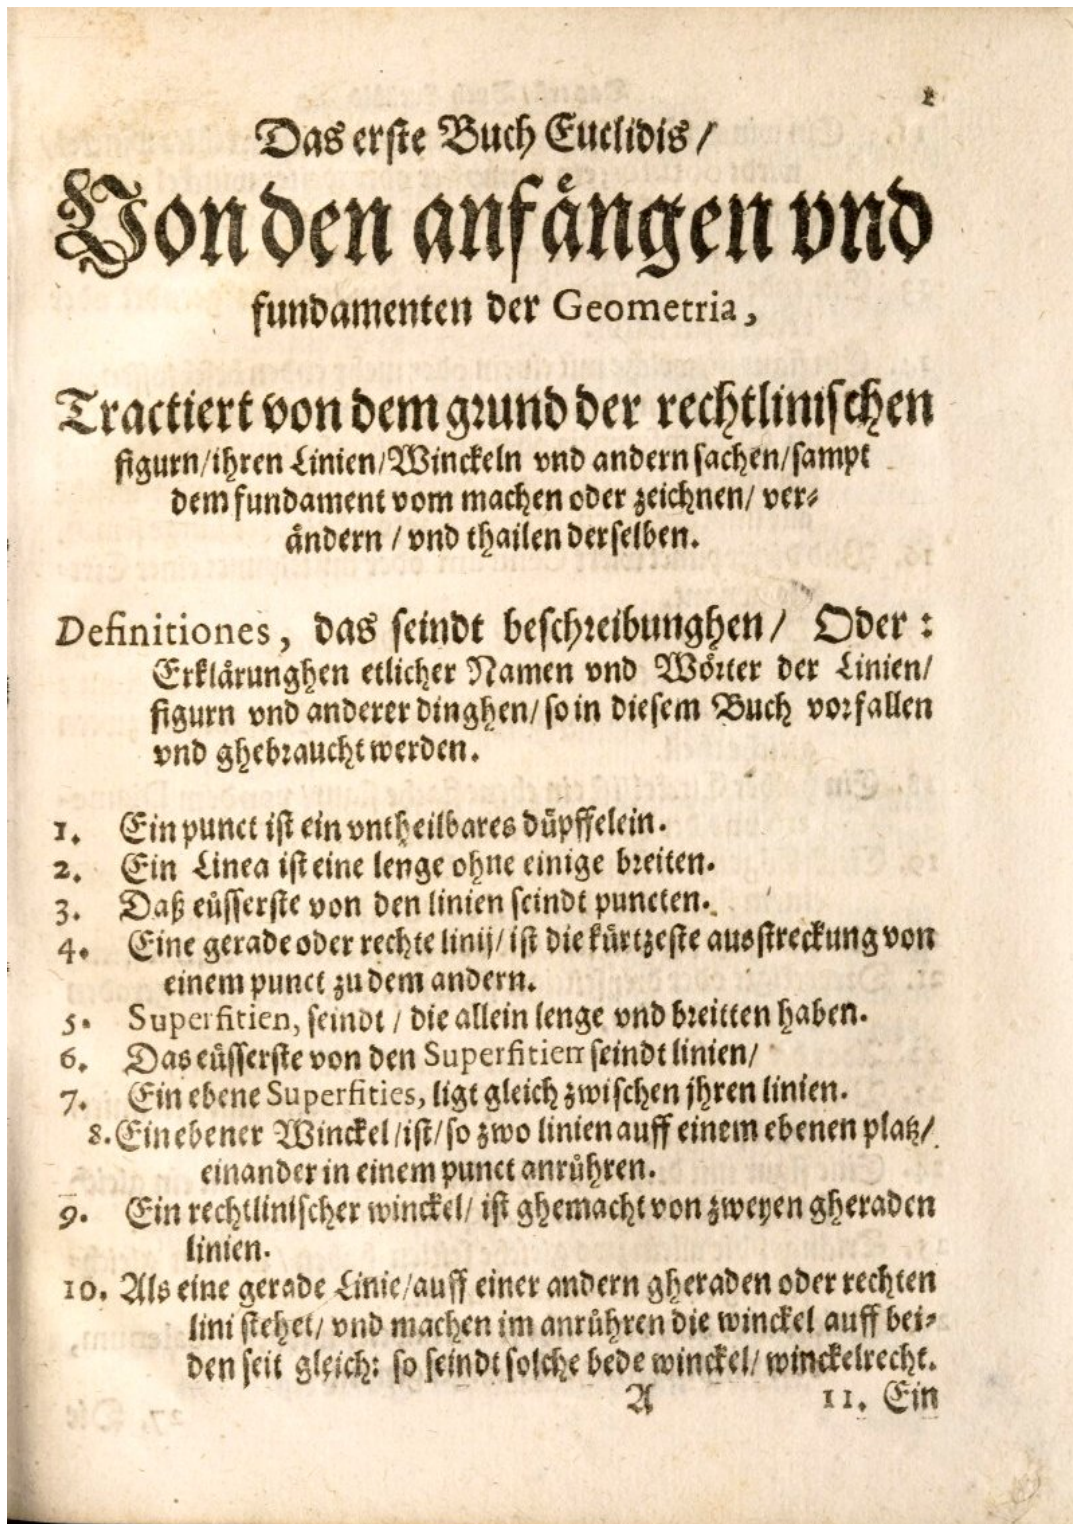 1
Das erste Buch Euclidis /
Von den anfängen vnd
fundamenten der Geometria,
Tractiert von dem grund der rechtlinischen
figurn / ihren Linien / Winckeln vnd andern sachen / sampt
dem fundament vom machen oder zeichnen / ver-
ändern / vnd thailen derselben.
Definitiones, das seindt beschreibunghen / Oder :
Erklärunghen etlicher Namen vnd Wörter der Linien /
figurn vnd anderer dinghen / so in diesem Buch vorfallen
vnd ghebraucht werden.
1. Ein punct ist ein vntheilbares düpffelein.
2. Ein Linea ist eine lenge ohne einige breiten.
3. Daß eüsserste von den linien seindt puncten.
4. Eine gerade oder rechte linij / ist die kürtzeste ausstreckung von
einem punct zu dem andern.
5. Superfitien, seindt / die allein lenge vnd breitten haben.
6. Das eüsserste von den Superfitien seindt linien /
7. Ein ebene Superfities, ligt gleich zwischen jhren linien.
8. Ein ebener Winckel / ist / so zwo linien auff einem ebenen platz /
einander in einem punct anrühren.
9. Ein rechtlinischer winckel / ist ghemacht von zweyen gheraden
linien.
10. Als eine gerade Linie / auff einer andern gheraden oder rechten
lini stehet / vnd machen im anrühren die winckel auff bei-
den seit gleich: so seindt solche bede winckel / winckelrecht.
A 11. Ein